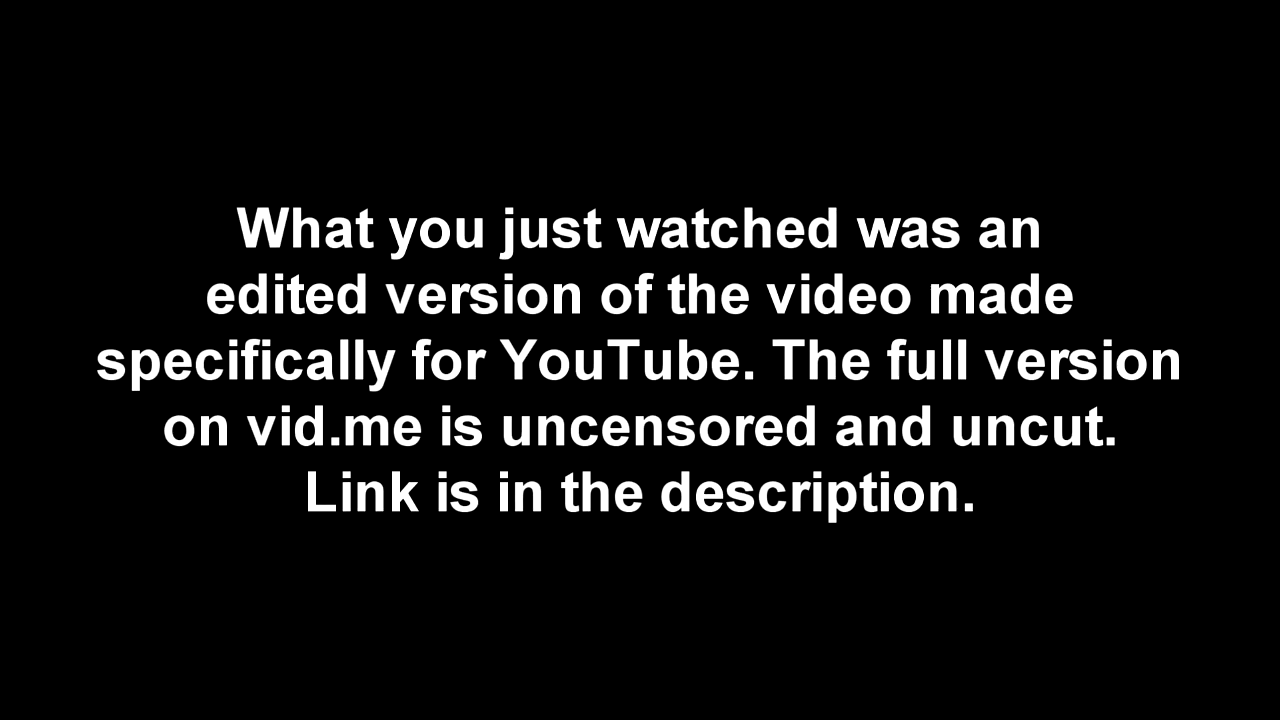 What you just watched was an
edited version of the video made
specifically for YouTube. The full version
on vid.me is uncensored and uncut.
Link is in the description.